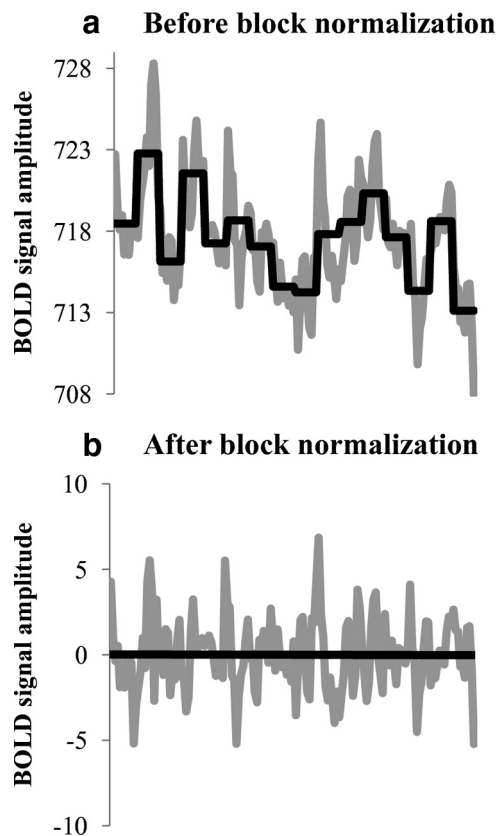 a Before block normalization
728
723
718
713
708
BOLD signal amplitude
b After block normalization
10
5
0
-5
-10
BOLD signal amplitude